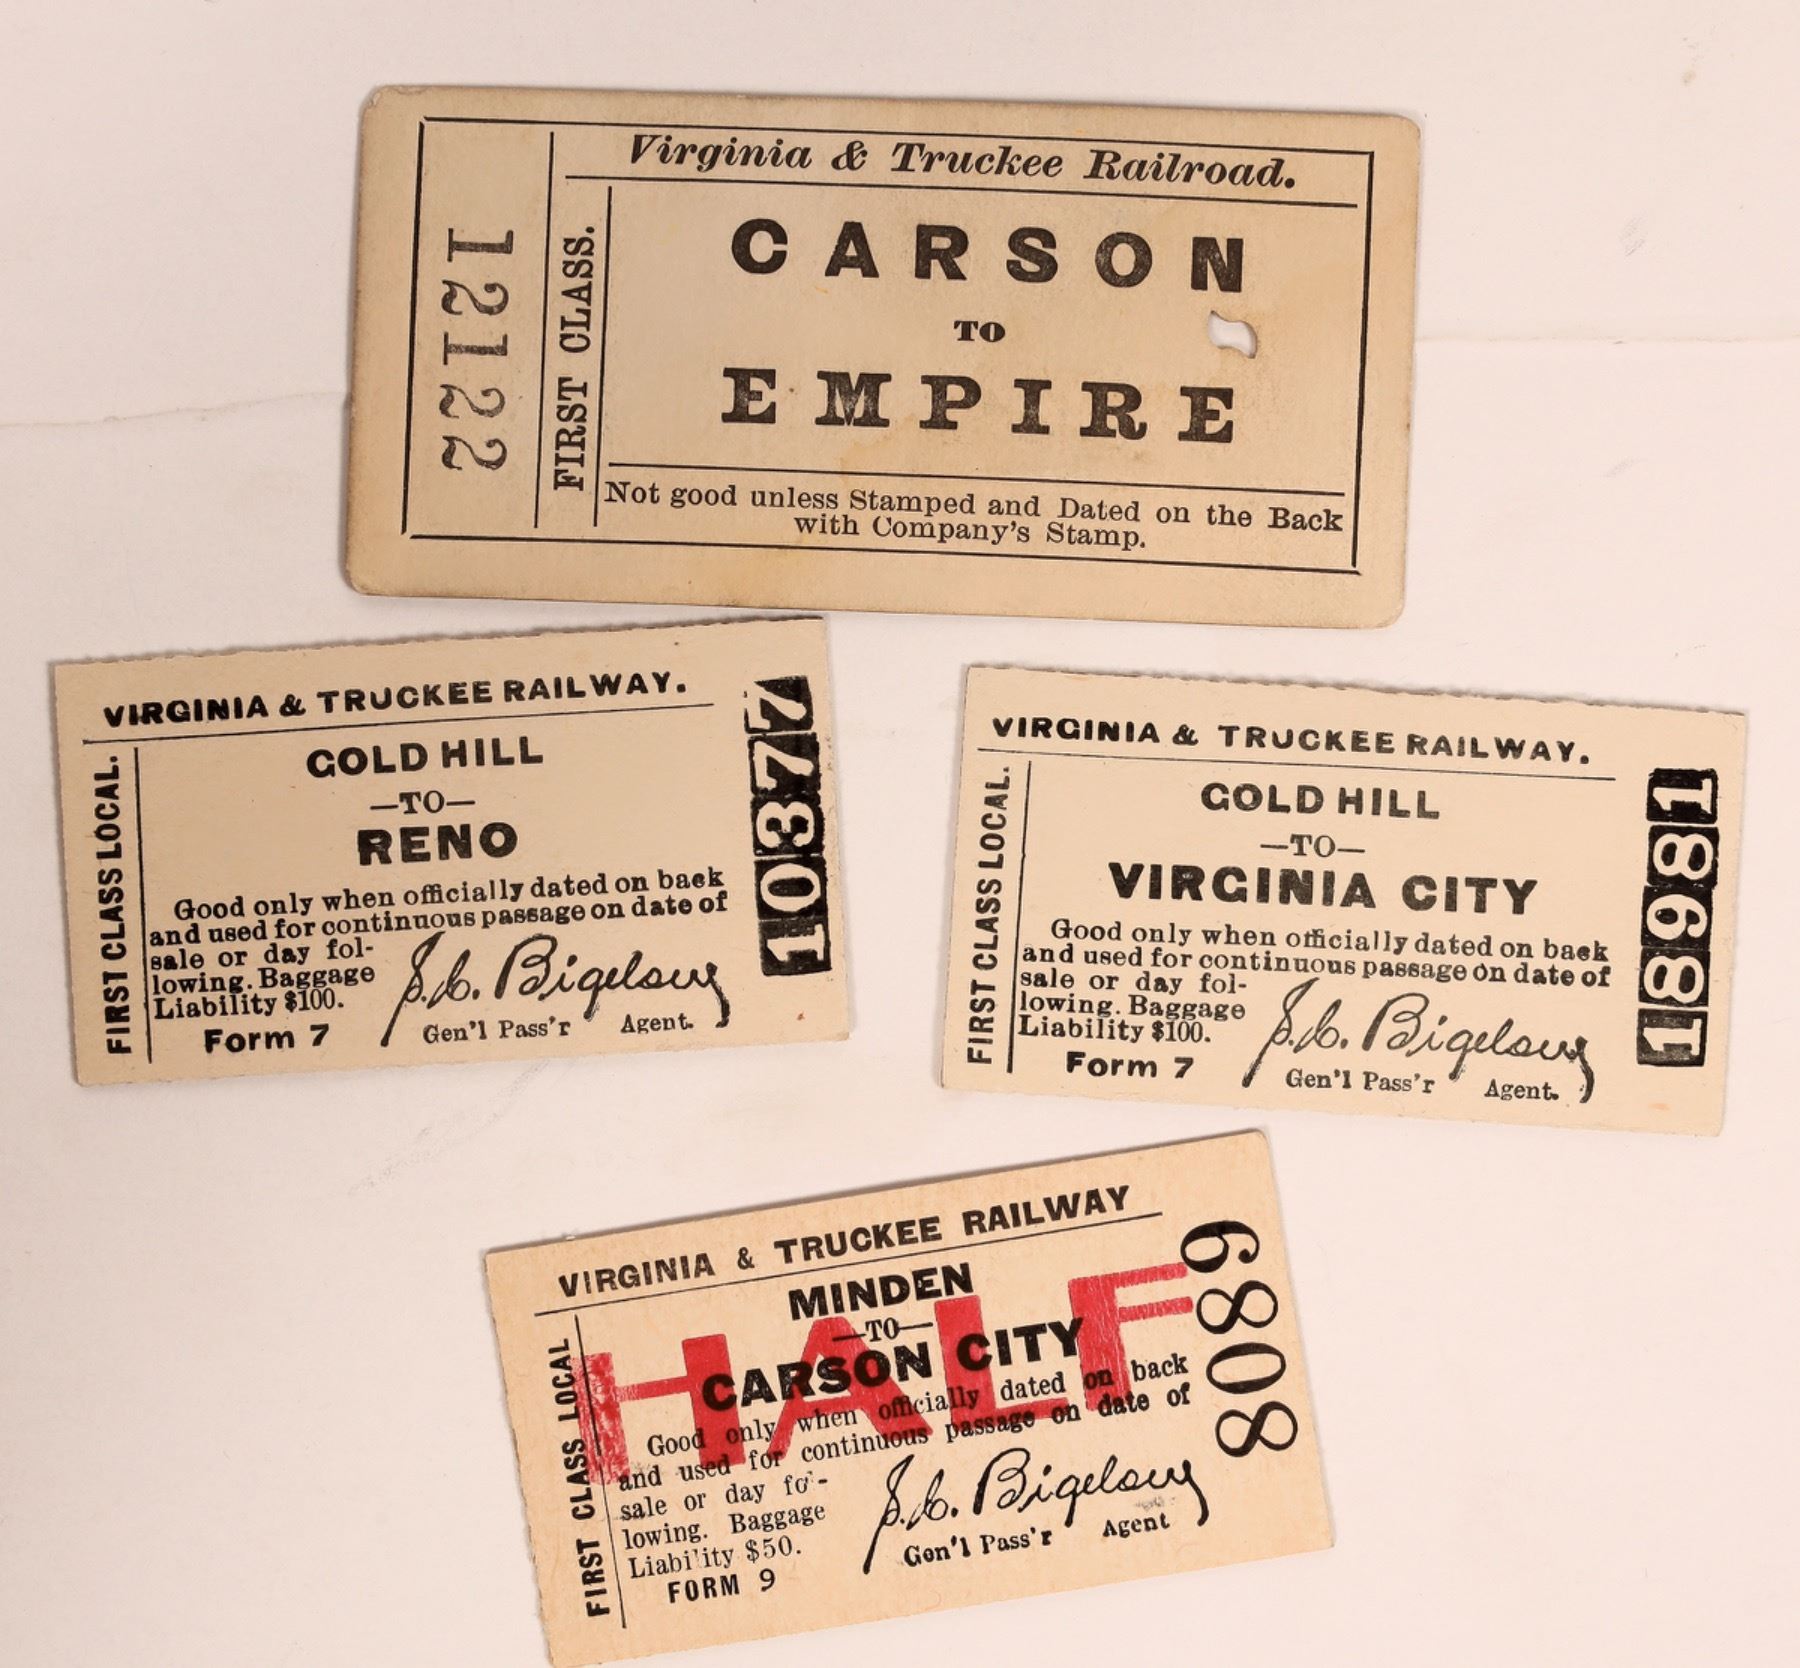 Virginia & Truckee Railroad.
12122
FIRST CLASS.
CARSON
TO
EMPIRE
Not good unless Stamped and Dated on the Back
with Company's Stamp.
VIRGINIA & TRUCKEE RAILWAY.
FIRST CLASS LOCAL.
GOLD HILL
—TO—
RENO
Good only when officially dated on back
and used for continuous passage on date of
sale or day fol-
lowing. Baggage
Liability $100.
Form 7
S.C. Bigelow
Gen'l Pass'r Agent.
10377
VIRGINIA & TRUCKEE RAILWAY.
FIRST CLASS LOCAL.
GOLD HILL
—TO—
VIRGINIA CITY
Good only when officially dated on back
and used for continuous passage on date of
sale or day fol-
lowing. Baggage
Liability $100.
Form 7
S.C. Bigelow
Gen'l Pass'r Agent.
18981
VIRGINIA & TRUCKEE RAILWAY
FIRST CLASS LOCAL
HALF
MINDEN
—TO—
CARSON CITY
Good only when officially dated on back
and used for continuous passage on date of
sale or day fol-
lowing. Baggage
Liability $50.
FORM 9
S.C. Bigelow
Gen'l Pass'r Agent
8089